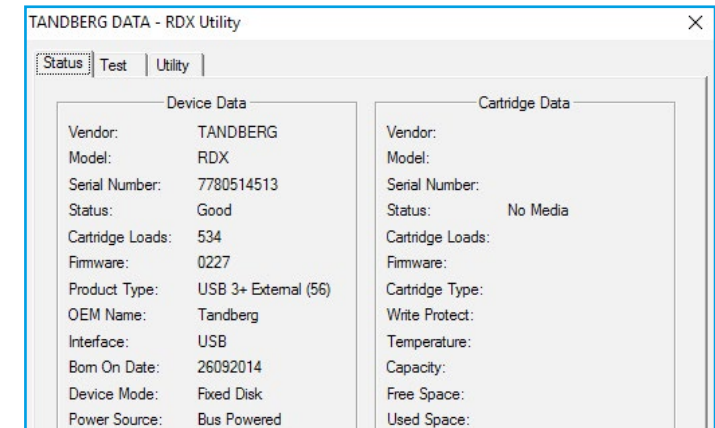 TANDBERG DATA - RDX Utility
Status Test Utility
Device Data
Vendor: TANDBERG
Model: RDX
Serial Number: 7780514513
Status: Good
Cartridge Loads: 534
Firmware: 0227
Product Type: USB 3+ External (56)
OEM Name: Tandberg
Interface: USB
Born On Date: 26092014
Device Mode: Fixed Disk
Power Source: Bus Powered
Cartridge Data
Vendor:
Model:
Serial Number:
Status: No Media
Cartridge Loads:
Firmware:
Cartridge Type:
Write Protect:
Temperature:
Capacity:
Free Space:
Used Space: